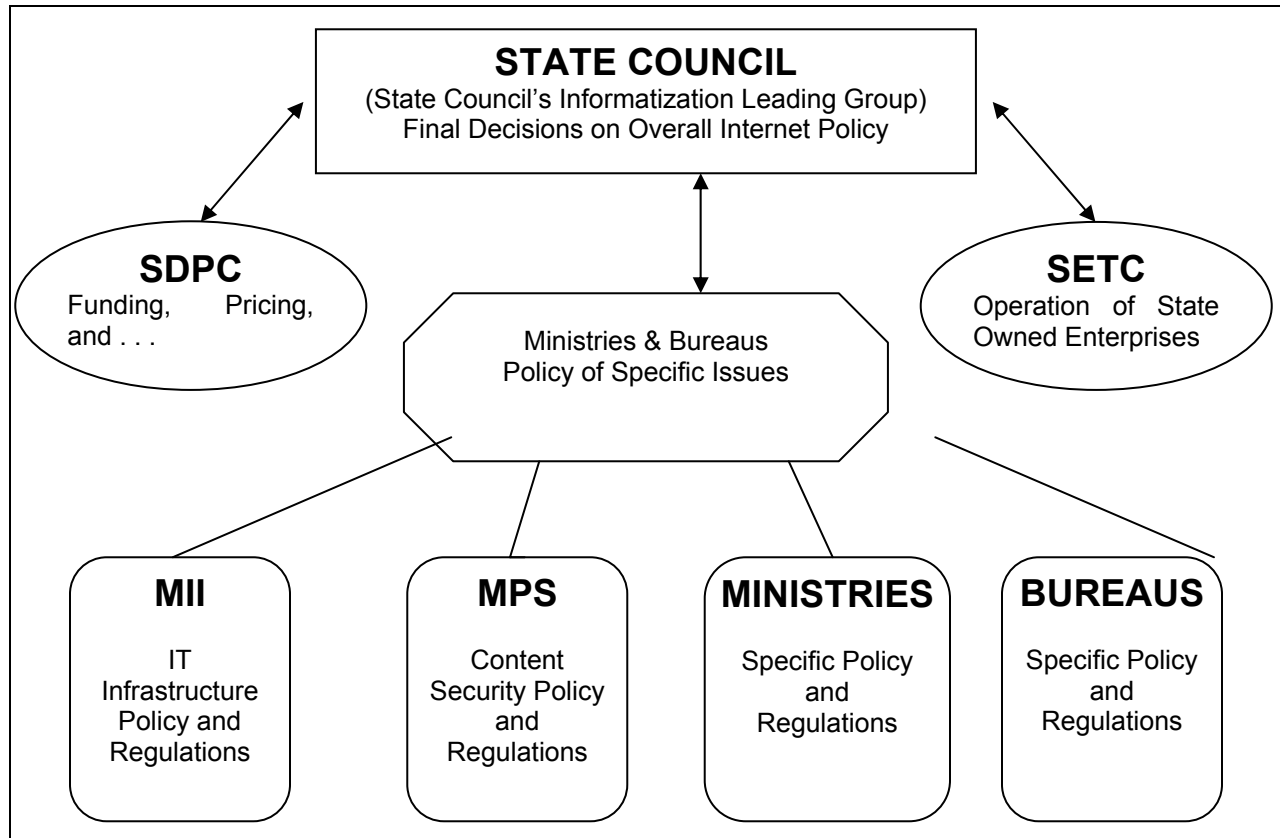 STATE COUNCIL
(State Council’s Informatization Leading Group)
Final Decisions on Overall Internet Policy
SDPC
Funding, Pricing,
and . . .
SETC
Operation of State
Owned Enterprises
Ministries & Bureaus
Policy of Specific Issues
MII
IT
Infrastructure
Policy and
Regulations
MPS
Content
Security Policy
and
Regulations
MINISTRIES
Specific Policy
and
Regulations
BUREAUS
Specific Policy
and
Regulations